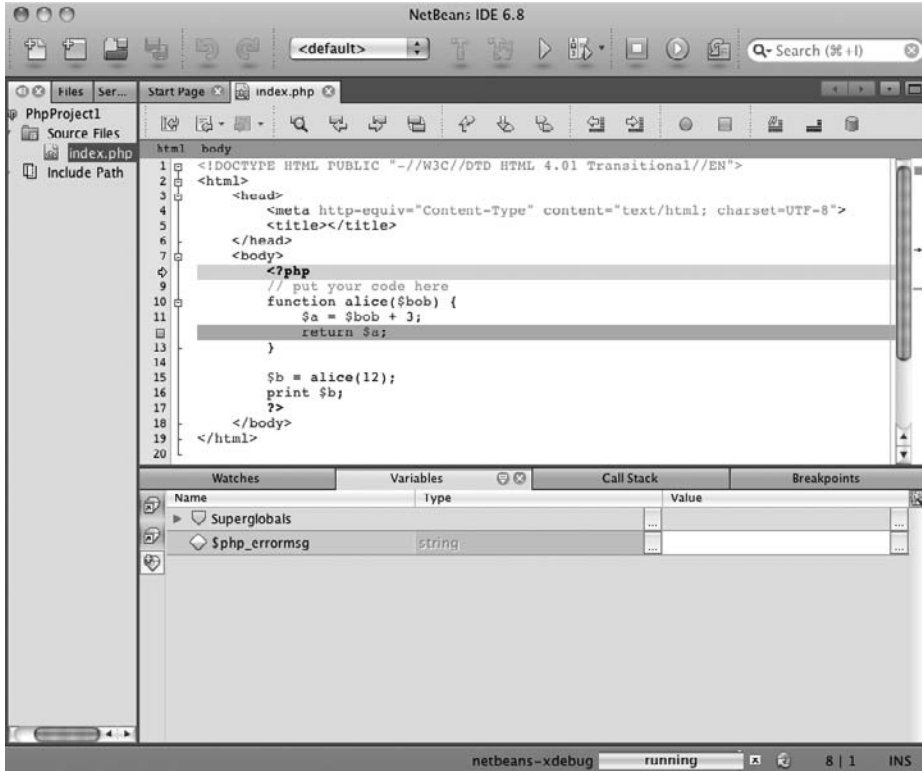 NetBeans IDE 6.8
<default>
Search (⌘+I)
Files Ser...
Start Page index.php
PhpProject1
Source Files
index.php
Include Path
html body
1 <!DOCTYPE HTML PUBLIC "-//W3C//DTD HTML 4.01 Transitional//EN">
2 <html>
3 <head>
4 <meta http-equiv="Content-Type" content="text/html; charset=UTF-8">
5 <title></title>
6 </head>
7 <body>
<?php
9 // put your code here
10 function alice($bob) {
11 $a = $bob + 3;
return $a;
13 }
14
15 $b = alice(12);
16 print $b;
17 ?>
18 </body>
19 </html>
20
Watches Variables Call Stack Breakpoints
Name Type Value
Superglobals ... ...
$php_errormsg string ... ...
netbeans-xdebug running 8 | 1 INS